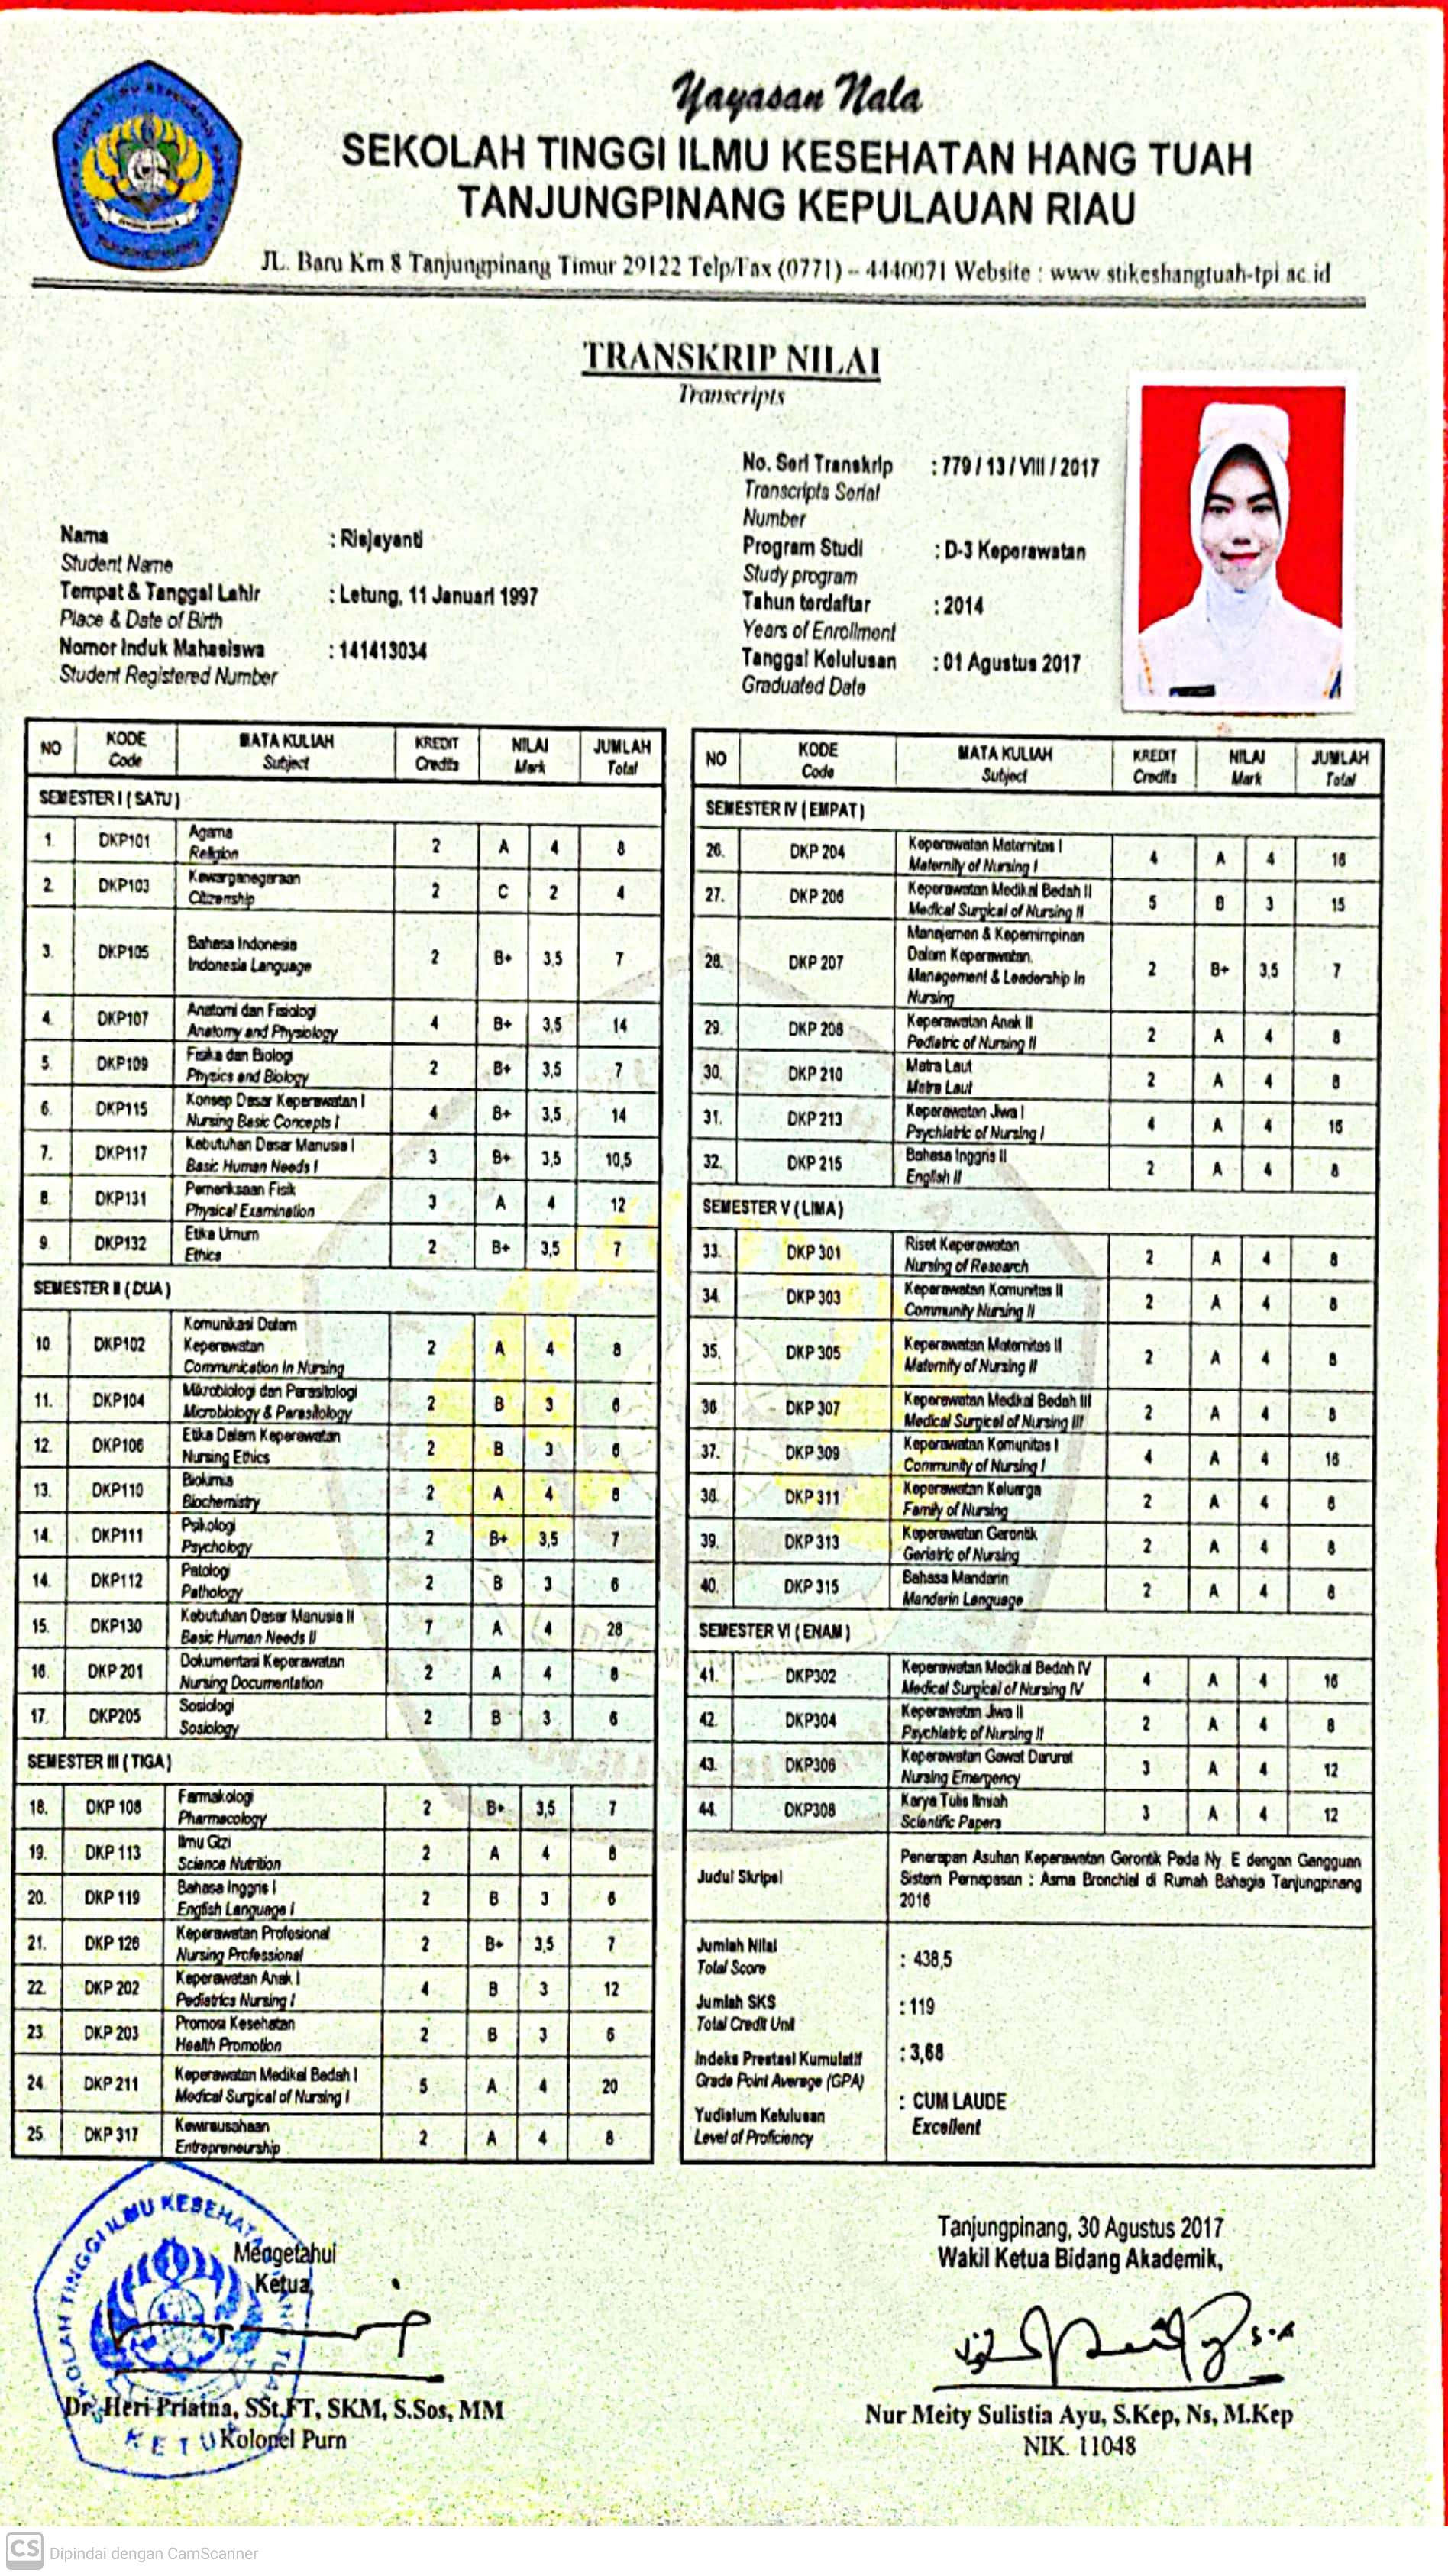 Yayasan Nala
SEKOLAH TINGGI ILMU KESEHATAN HANG TUAH
TANJUNGPINANG KEPULAUAN RIAU
JL. Baru Km 8 Tanjungpinang Timur 29122 Telp/Fax (0771) – 4440071 Website : www.stikeshangtuah-tpi.ac.id
TRANSKRIP NILAI
Transcripts
No. Seri Transkrip : 779 / 13 / VIII / 2017
Transcripts Serial
Number
Program Studi : D-3 Keperawatan
Study program
Tahun terdaftar : 2014
Years of Enrollment
Tanggal Kelulusan : 01 Agustus 2017
Graduated Date
Nama : Risjayanti
Student Name
Tempat & Tanggal Lahir : Letung, 11 Januari 1997
Place & Date of Birth
Nomor Induk Mahasiswa : 141413034
Student Registered Number
NO KODE MATA KULIAH KREDIT NILAI JUMLAH
Code Subject Credits Mark Total
SEMESTER I ( SATU )
1. DKP101 Agama 2 A 4 8
Religion
2. DKP103 Kewarganegaraan 2 C 2 4
Citizenship
3. DKP105 Bahasa Indonesia 2 B+ 3,5 7
Indonesia Language
4. DKP107 Anatomi dan Fisiologi 4 B+ 3,5 14
Anatomy and Physiology
5. DKP109 Fisika dan Biologi 2 B+ 3,5 7
Physics and Biology
6. DKP115 Konsep Dasar Keperawatan I 4 B+ 3,5 14
Nursing Basic Concepts I
7. DKP117 Kebutuhan Dasar Manusia I 3 B+ 3,5 10,5
Basic Human Needs I
8. DKP131 Pemeriksaan Fisik 3 A 4 12
Physical Examination
9. DKP132 Etika Umum 2 B+ 3,5 7
Ethics
SEMESTER II ( DUA )
10 DKP102 Komunikasi Dalam
Keperawatan 2 A 4 8
Communication In Nursing
11. DKP104 Mikrobiologi dan Parasitologi 2 B 3 6
Microbiology & Parasitology
12. DKP106 Etika Dalam Keperawatan 2 B 3 6
Nursing Ethics
13. DKP110 Biokimia 2 A 4 8
Biochemistry
14. DKP111 Psikologi 2 B+ 3,5 7
Psychology
14. DKP112 Patologi 2 B 3 6
Pathology
15. DKP130 Kebutuhan Dasar Manusia II 7 A 4 28
Basic Human Needs II
16. DKP 201 Dokumentasi Keperawatan 2 A 4 8
Nursing Documentation
17. DKP205 Sosiologi 2 B 3 6
Sosiology
SEMESTER III ( TIGA )
18. DKP 108 Farmakologi 2 B+ 3,5 7
Pharmacology
19. DKP 113 Ilmu Gizi 2 A 4 8
Science Nutrition
20. DKP 119 Bahasa Inggris I 2 B 3 6
English Language I
21. DKP 126 Keperawatan Profesional 2 B+ 3,5 7
Nursing Professional
22. DKP 202 Keperawatan Anak I 4 B 3 12
Pediatrics Nursing I
23. DKP 203 Promosi Kesehatan 2 B 3 6
Health Promotion
24. DKP 211 Keperawatan Medikal Bedah I 5 A 4 20
Medical Surgical of Nursing I
25. DKP 317 Kewirausahaan 2 A 4 8
Entrepreneurship
NO KODE MATA KULIAH KREDIT NILAI JUMLAH
Code Subject Credits Mark Total
SEMESTER IV ( EMPAT )
26. DKP 204 Keperawatan Maternitas I 4 A 4 16
Maternity of Nursing I
27. DKP 206 Keperawatan Medikal Bedah II 5 B 3 15
Medical Surgical of Nursing II
28. DKP 207 Manajemen & Kepemimpinan
Dalam Keperawatan. 2 B+ 3,5 7
Management & Leadership In
Nursing
29. DKP 208 Keperawatan Anak II 2 A 4 8
Pediatric of Nursing II
30. DKP 210 Matra Laut 2 A 4 8
Matra Laut
31. DKP 213 Keperawatan Jiwa I 4 A 4 16
Psychiatric of Nursing I
32. DKP 215 Bahasa Inggris II 2 A 4 8
English II
SEMESTER V ( LIMA )
33. DKP 301 Riset Keperawatan 2 A 4 8
Nursing of Research
34. DKP 303 Keperawatan Komunitas II 2 A 4 8
Community Nursing II
35. DKP 305 Keperawatan Maternitas II 2 A 4 8
Maternity of Nursing II
36. DKP 307 Keperawatan Medikal Bedah III 2 A 4 8
Medical Surgical of Nursing III
37. DKP 309 Keperawatan Komunitas I 4 A 4 16
Community of Nursing I
38. DKP 311 Keperawatan Keluarga 2 A 4 8
Family of Nursing
39. DKP 313 Keperawatan Gerontik 2 A 4 8
Geriatric of Nursing
40. DKP 315 Bahasa Mandarin 2 A 4 8
Mandarin Language
SEMESTER VI ( ENAM )
41. DKP302 Keperawatan Medikal Bedah IV 4 A 4 16
Medical Surgical of Nursing IV
42. DKP304 Keperawatan Jiwa II 2 A 4 8
Psychiatric of Nursing II
43. DKP306 Keperawatan Gawat Darurat 3 A 4 12
Nursing Emergency
44. DKP308 Karya Tulis Ilmiah 3 A 4 12
Scientific Papers
Judul Skripsi Penerapan Asuhan Keperawatan Gerontik Pada Ny. E dengan Gangguan
Sistem Pernapasan : Asma Bronchial di Rumah Bahagia Tanjungpinang
2016
Jumlah Nilai : 438,5
Total Score
Jumlah SKS : 119
Total Credit Unit
Indeks Prestasi Kumulatif : 3,68
Grade Point Average (GPA)
Yudisium Kelulusan : CUM LAUDE
Level of Proficiency Excellent
Mengetahui
Ketua,
Dr. Heri Priatna, SSt.FT, SKM, S.Sos, MM
Kolonel Purn
KETUA
Tanjungpinang, 30 Agustus 2017
Wakil Ketua Bidang Akademik,
Nur Meity Sulistia Ayu, S.Kep, Ns, M.Kep
NIK. 11048
CS Dipindai dengan CamScanner